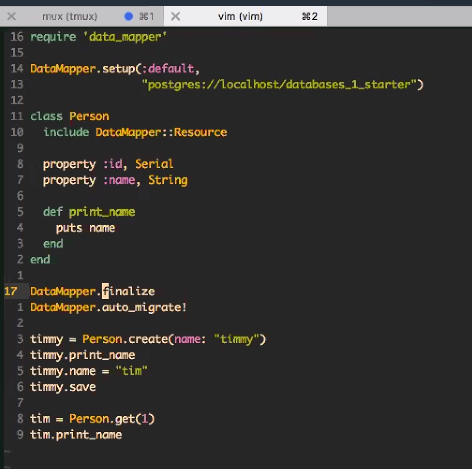 mux (tmux) ⌘1 × vim (vim) ⌘2
16 require 'data_mapper'
15
14 DataMapper.setup(:default,
13 "postgres://localhost/databases_1_starter")
12
11 class Person
10 include DataMapper::Resource
9
8 property :id, Serial
7 property :name, String
6
5 def print_name
4 puts name
3 end
2 end
1
17 DataMapper.finalize
1 DataMapper.auto_migrate!
2
3 timmy = Person.create(name: "timmy")
4 timmy.print_name
5 timmy.name = "tim"
6 timmy.save
7
8 tim = Person.get(1)
9 tim.print_name
~
~